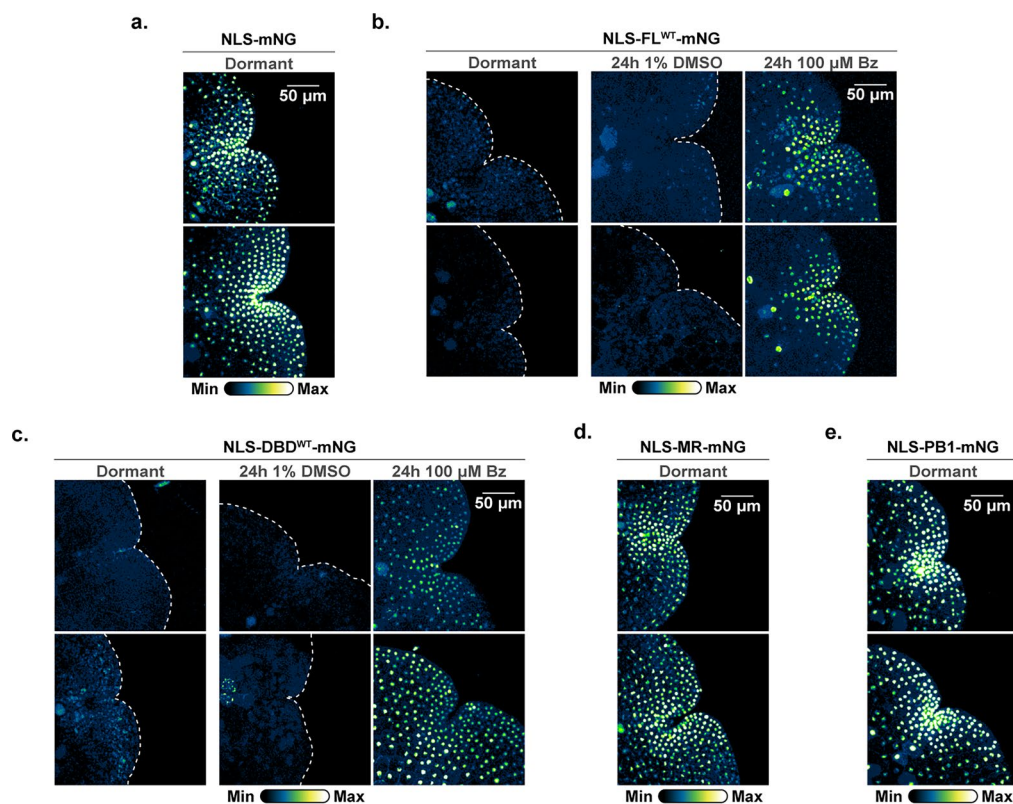 a.
NLS-mNG
Dormant
50 µm
Min Max
b.
NLS-FLᵂᵀ-mNG
Dormant 24h 1% DMSO 24h 100 µM Bz
50 µm
Min Max
c.
NLS-DBDᵂᵀ-mNG
Dormant 24h 1% DMSO 24h 100 µM Bz
50 µm
Min Max
d.
NLS-MR-mNG
Dormant
50 µm
Min Max
e.
NLS-PB1-mNG
Dormant
50 µm
Min Max